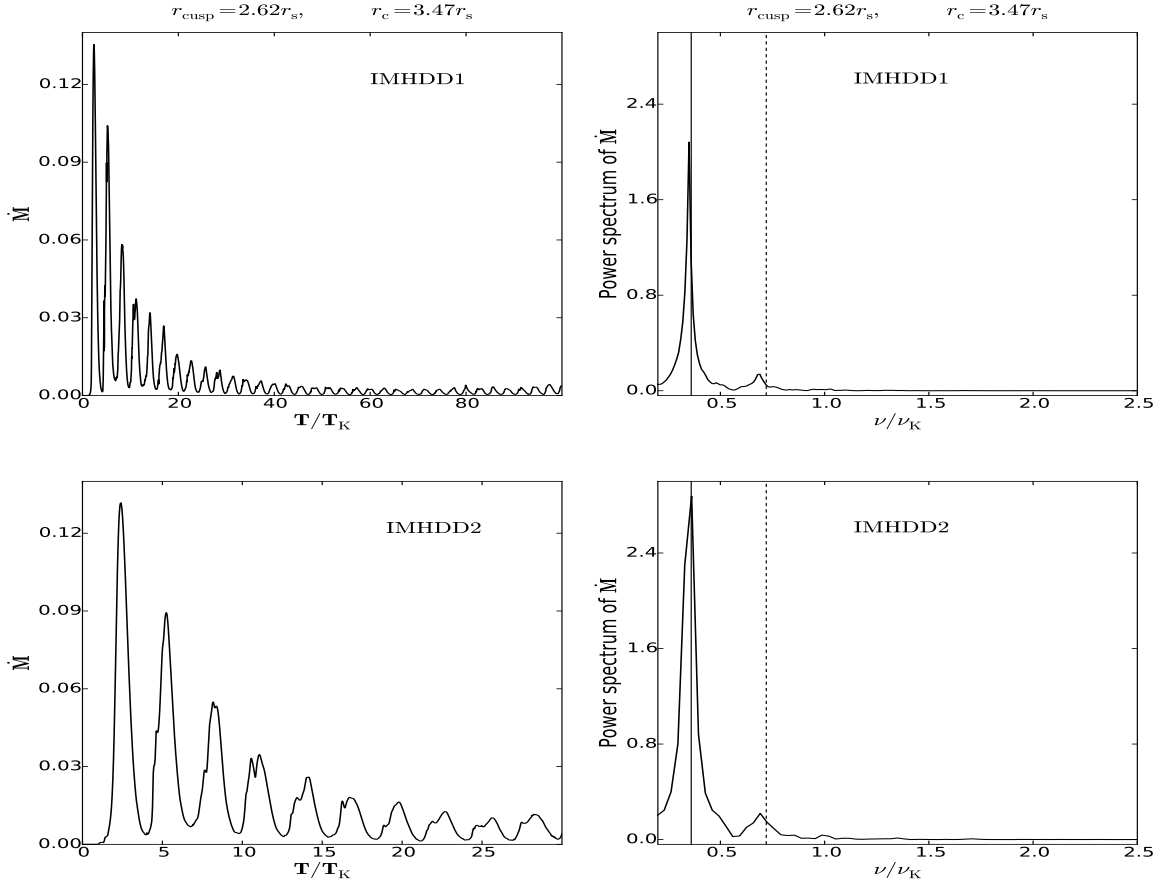 r_cusp = 2.62r_s, r_c = 3.47r_s
r_cusp = 2.62r_s, r_c = 3.47r_s
IMHDD1
Ṁ
0.12
0.09
0.06
0.03
0.00
0 20 40 60 80
T/T_K
IMHDD1
Power spectrum of Ṁ
2.4
1.6
0.8
0.0
0.5 1.0 1.5 2.0 2.5
ν/ν_K
IMHDD2
Ṁ
0.12
0.09
0.06
0.03
0.00
0 5 10 15 20 25
T/T_K
IMHDD2
Power spectrum of Ṁ
2.4
1.6
0.8
0.0
0.5 1.0 1.5 2.0 2.5
ν/ν_K